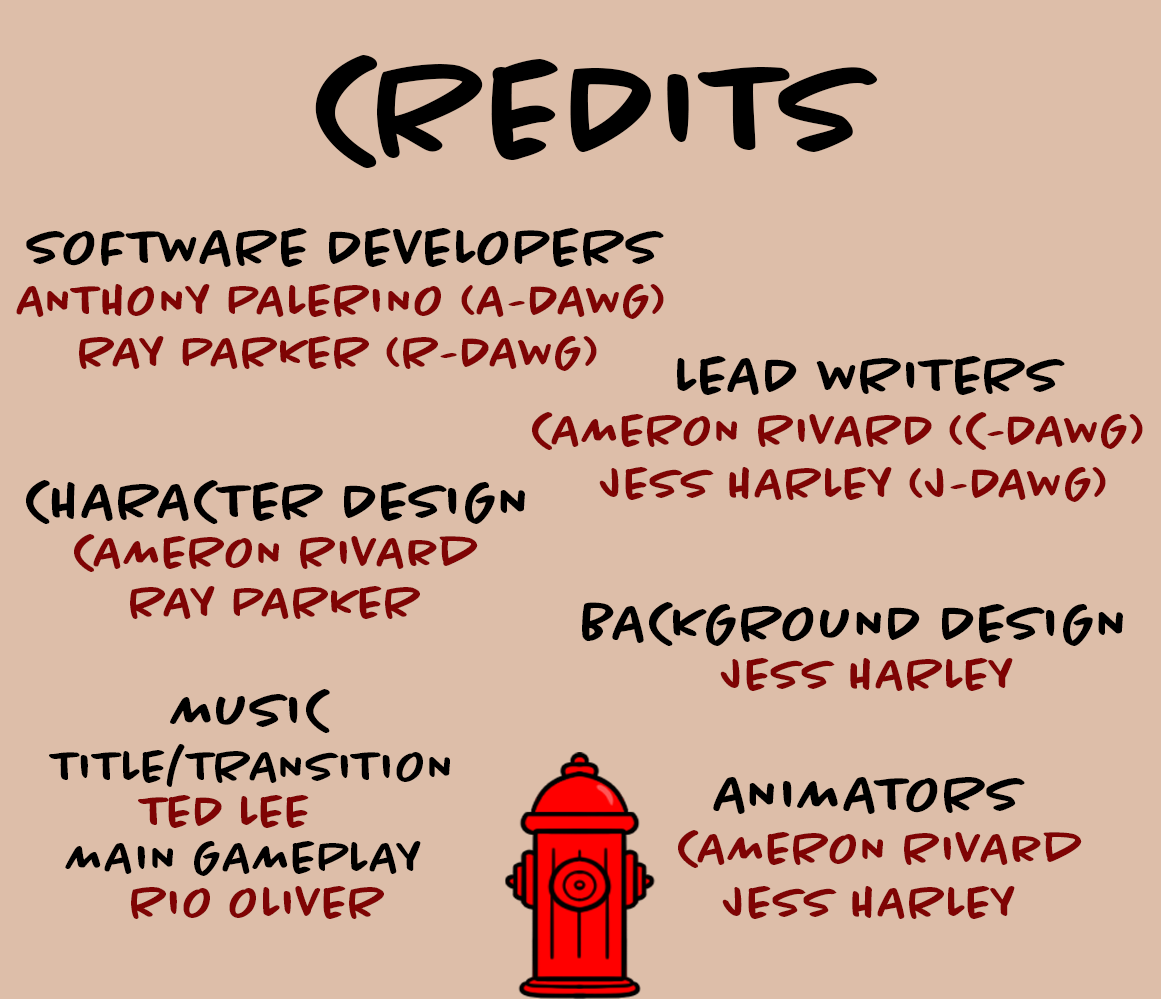 CREDITS
SOFTWARE DEVELOPERS
ANTHONY PALERINO (A-DAWG)
RAY PARKER (R-DAWG)
LEAD WRITERS
CAMERON RIVARD (C-DAWG)
JESS HARLEY (J-DAWG)
CHARACTER DESIGN
CAMERON RIVARD
RAY PARKER
BACKGROUND DESIGN
JESS HARLEY
MUSIC
TITLE/TRANSITION
TED LEE
MAIN GAMEPLAY
RIO OLIVER
ANIMATORS
CAMERON RIVARD
JESS HARLEY